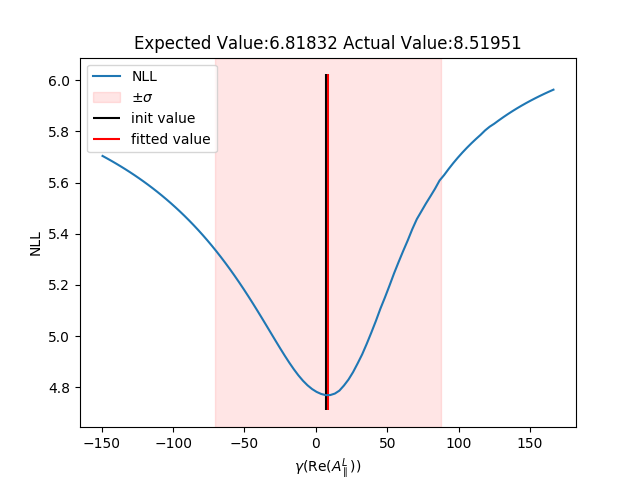 Expected Value:6.81832 Actual Value:8.51951
NLL
±σ
init value
fitted value
6.0
5.8
5.6
5.4
5.2
5.0
4.8
NLL
−150 −100 −50 0 50 100 150
γ(Re(A^L_∥))